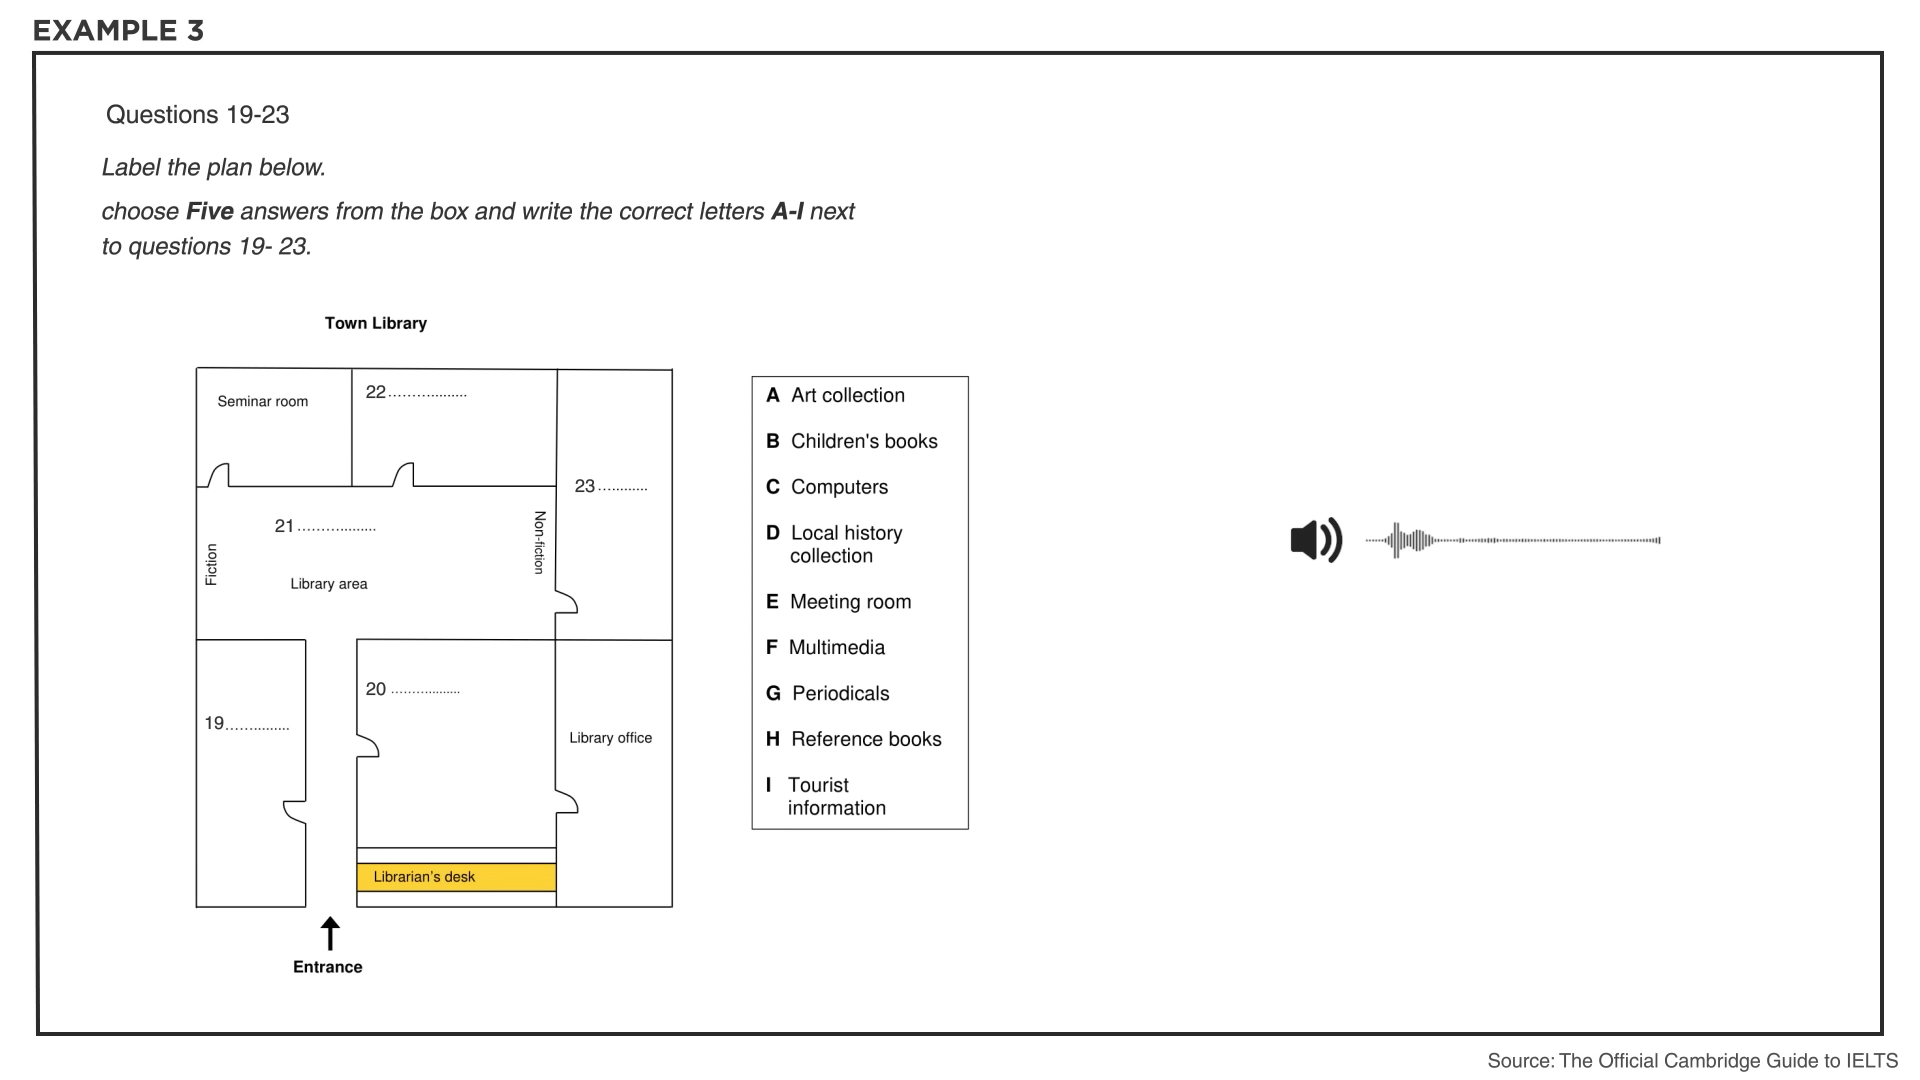 EXAMPLE 3
Questions 19-23
Label the plan below.
choose Five answers from the box and write the correct letters A-I next
to questions 19- 23.
Town Library
Seminar room
22..................
23............
21..................
Fiction
Non-fiction
Library area
19...............
20..................
Library office
Librarian's desk
Entrance
A Art collection
B Children's books
C Computers
D Local history
collection
E Meeting room
F Multimedia
G Periodicals
H Reference books
I Tourist
information
Source: The Official Cambridge Guide to IELTS